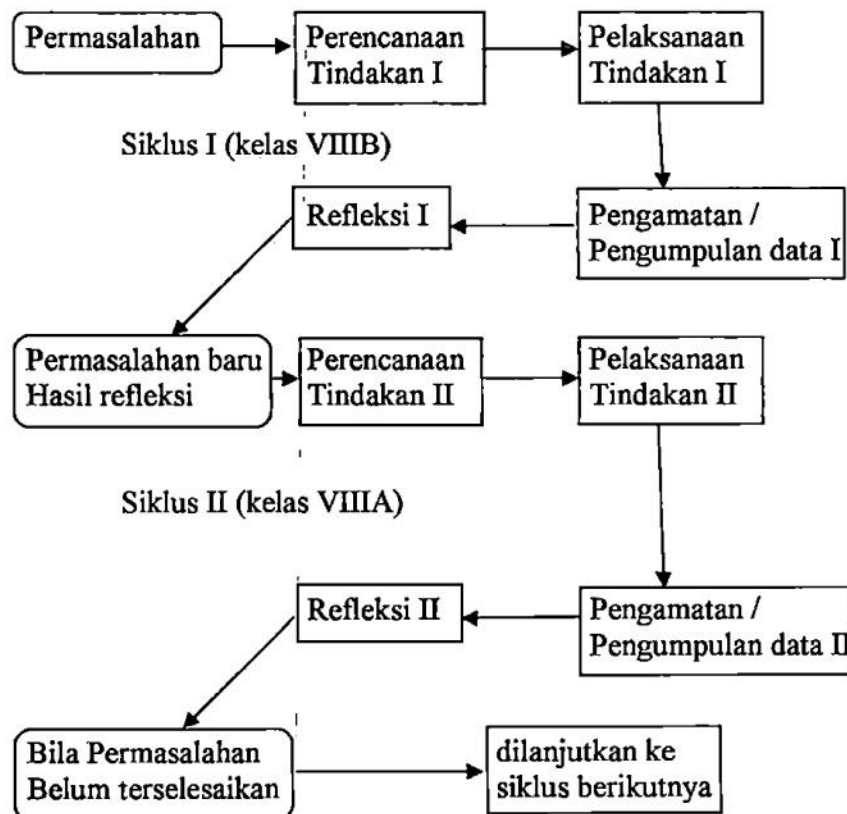 Permasalahan
Perencanaan
Tindakan I
Pelaksanaan
Tindakan I
Siklus I (kelas VIIIB)
Refleksi I
Pengamatan /
Pengumpulan data I
Permasalahan baru
Hasil refleksi
Perencanaan
Tindakan II
Pelaksanaan
Tindakan II
Siklus II (kelas VIIIA)
Refleksi II
Pengamatan /
Pengumpulan data II
Bila Permasalahan
Belum terselesaikan
dilanjutkan ke
siklus berikutnya